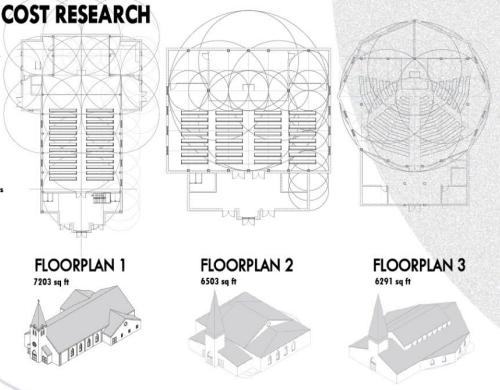 COST RESEARCH
s
FLOORPLAN 1
7203 sq ft
FLOORPLAN 2
6503 sq ft
FLOORPLAN 3
6291 sq ft